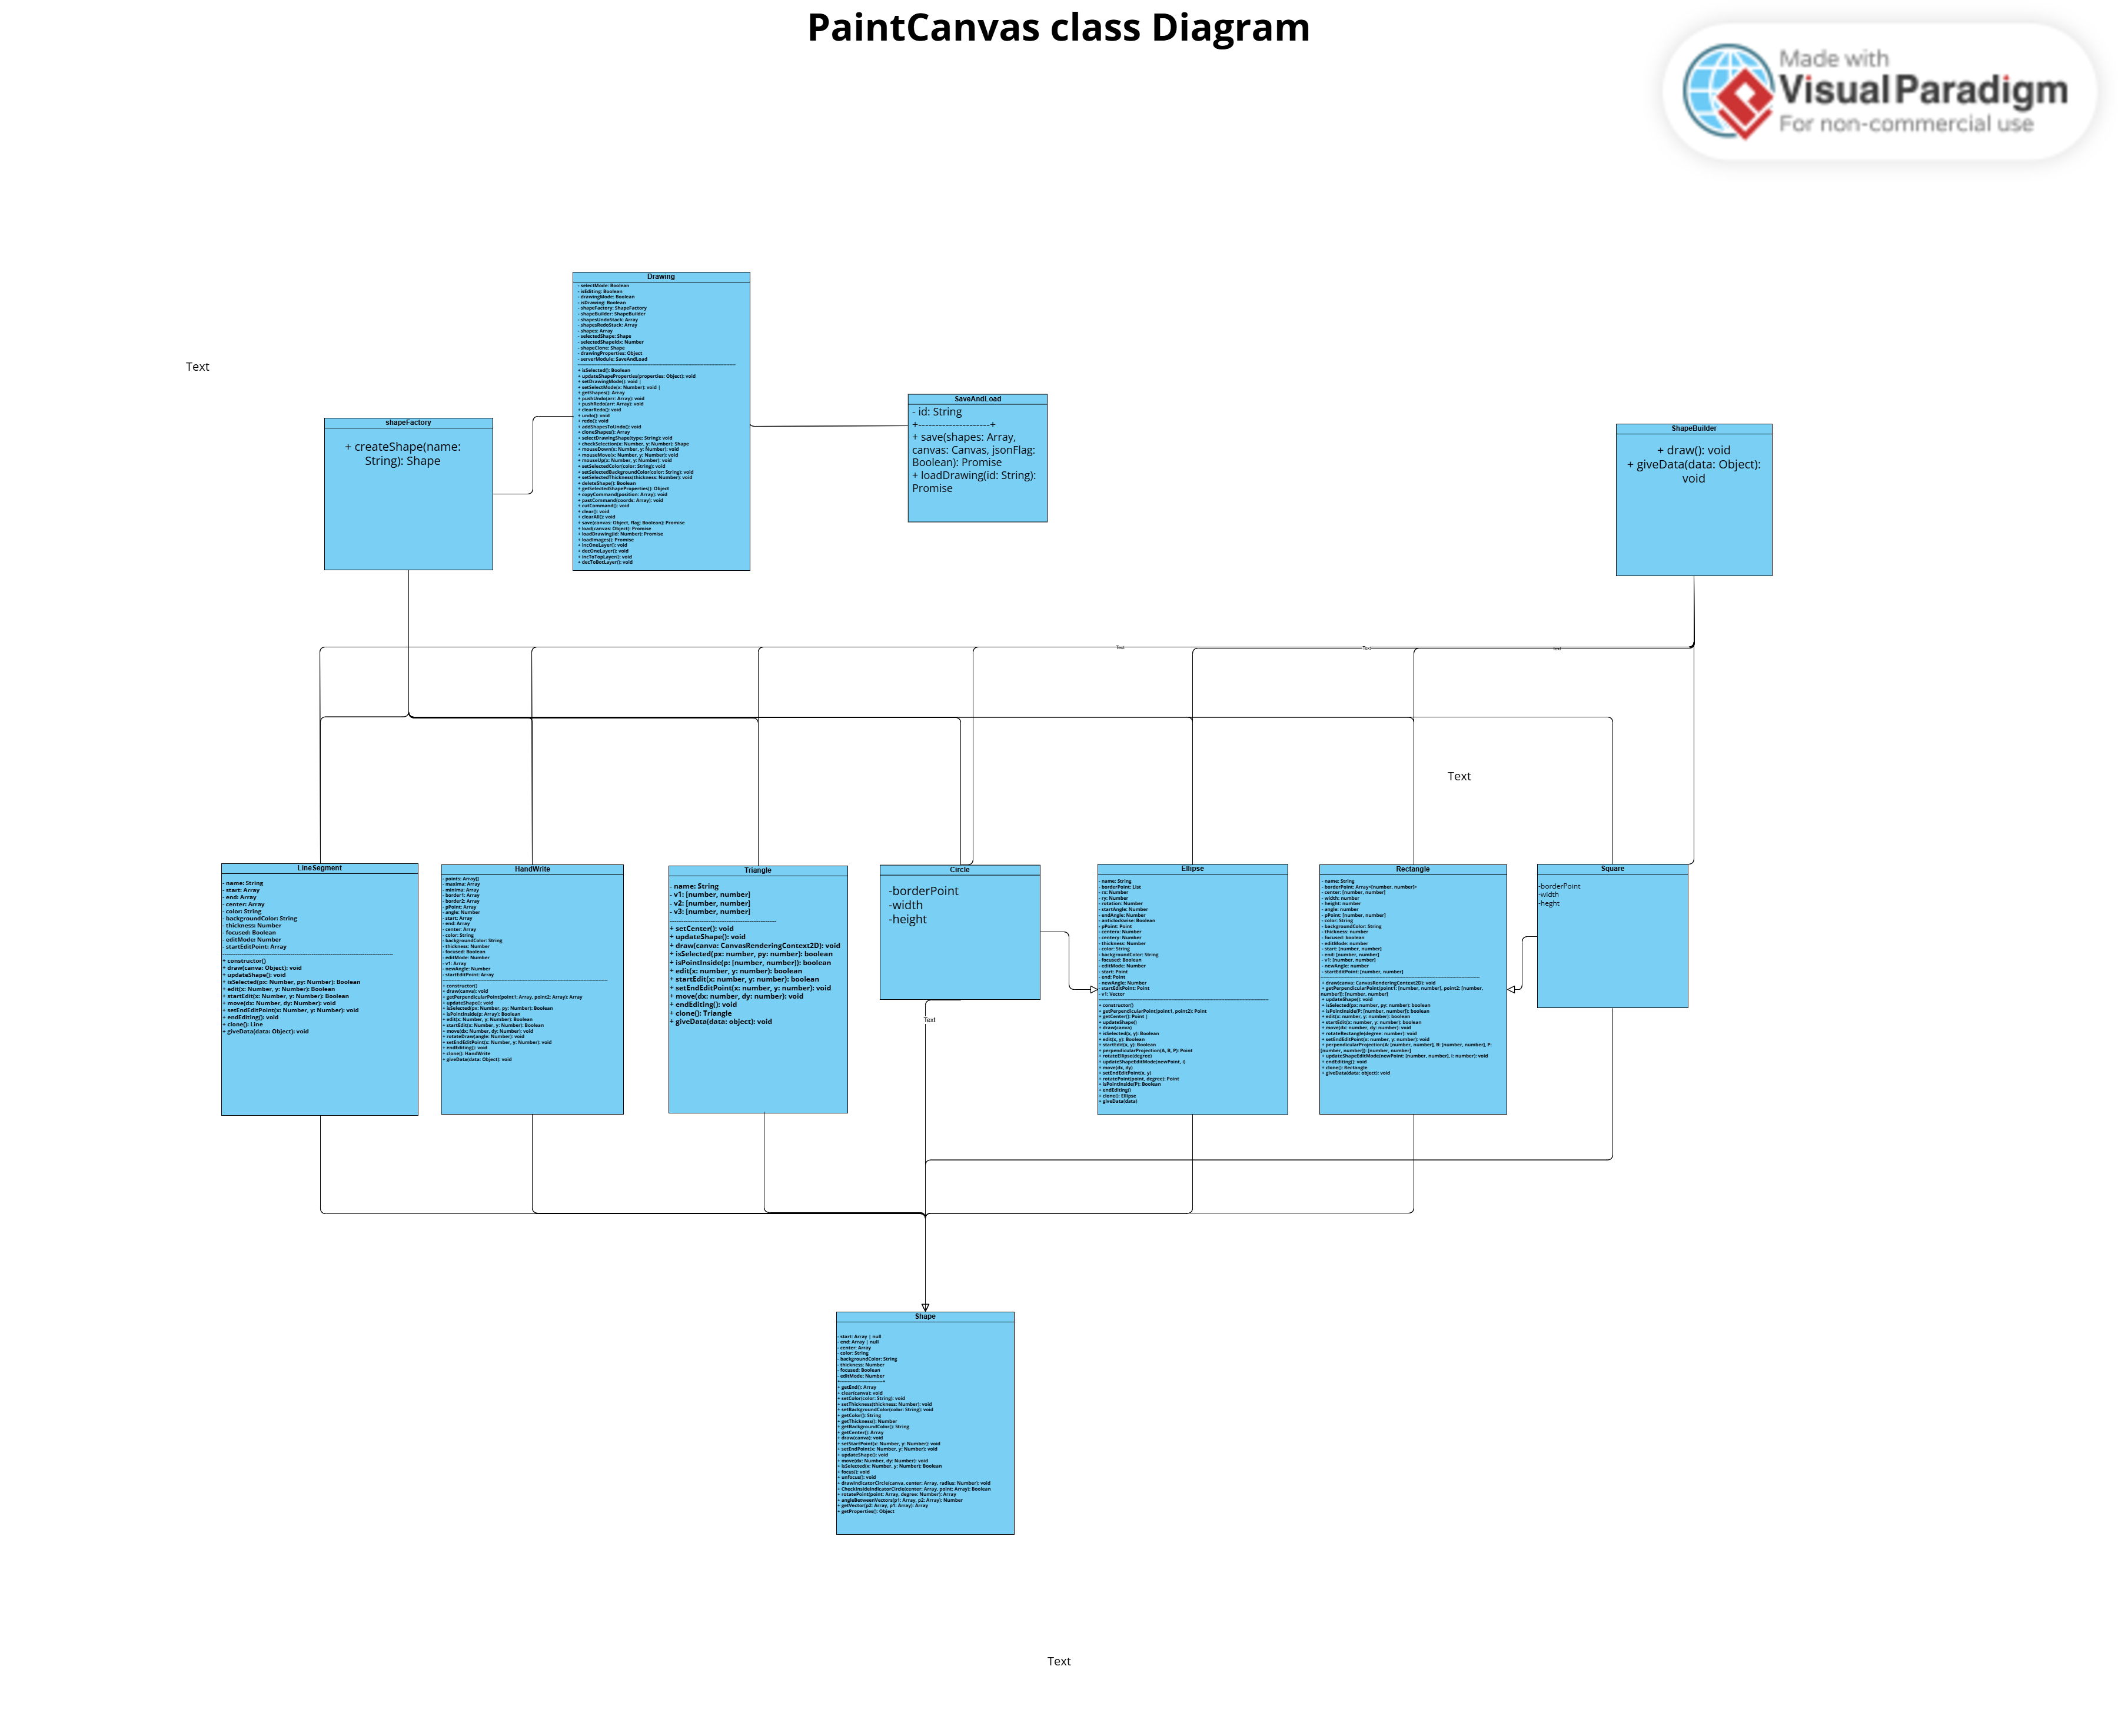 PaintCanvas class Diagram
Made with
Visual Paradigm
For non-commercial use
Drawing
- selectMode: Boolean
- isEditing: Boolean
- drawingMode: Boolean
- isDrawing: Boolean
- shapeFactory: ShapeFactory
- shapeBuilder: ShapeBuilder
- shapesUndoStack: Array
- shapesRedoStack: Array
- shapes: Array
- selectedShape: Shape
- selectedShapeIdx: Number
- shapeClone: Shape
- drawingProperties: Object
- serverModule: SaveAndLoad
+ isSelected(): Boolean
+ updateShapeProperties(properties: Object): void
+ setDrawingMode(): void |
+ setSelectMode(x: Number): void |
+ getShapes(): Array
+ pushUndo(arr: Array): void
+ pushRedo(arr: Array): void
+ clearRedo(): void
+ undo(): void
+ redo(): void
+ addShapesToUndo(): void
+ cloneShapes(): Array
+ selectDrawingShape(type: String): void
+ checkSelection(x: Number, y: Number): Shape
+ mouseDown(x: Number, y: Number): void
+ mouseMove(x: Number, y: Number): void
+ mouseUp(x: Number, y: Number): void
+ setSelectedColor(color: String): void
+ setSelectedBackgroundColor(color: String): void
+ setSelectedThickness(thickness: Number): void
+ deleteShape(): Boolean
+ getSelectedShapeProperties(): Object
+ copyCommand(position: Array): void
+ pastCommand(coords: Array): void
+ cutCommand(): void
+ clear(): void
+ clearAll(): void
+ save(canvas: Object, flag: Boolean): Promise
+ load(canvas: Object): Promise
+ loadDrawing(id: Number): Promise
+ loadImages(): Promise
+ incOneLayer(): void
+ decOneLayer(): void
+ incToTopLayer(): void
+ decToBotLayer(): void
Text
SaveAndLoad
- id: String
+---------------------+
+ save(shapes: Array,
canvas: Canvas, jsonFlag:
Boolean): Promise
+ loadDrawing(id: String):
Promise
shapeFactory
+ createShape(name:
String): Shape
ShapeBuilder
+ draw(): void
+ giveData(data: Object):
void
Text
Text
Text
Text
LineSegment
- name: String
- start: Array
- end: Array
- center: Array
- color: String
- backgroundColor: String
- thickness: Number
- focused: Boolean
- editMode: Number
- startEditPoint: Array
+ constructor()
+ draw(canva: Object): void
+ updateShape(): void
+ isSelected(px: Number, py: Number): Boolean
+ edit(x: Number, y: Number): Boolean
+ startEdit(x: Number, y: Number): Boolean
+ move(dx: Number, dy: Number): void
+ setEndEditPoint(x: Number, y: Number): void
+ endEditing(): void
+ clone(): Line
+ giveData(data: Object): void
HandWrite
- points: Array[]
- maxima: Array
- minima: Array
- border1: Array
- border2: Array
- pPoint: Array
- angle: Number
- start: Array
- end: Array
- center: Array
- color: String
- backgroundColor: String
- thickness: Number
- focused: Boolean
- editMode: Number
- v1: Array
- newAngle: Number
- startEditPoint: Array
+ constructor()
+ draw(canva): void
+ getPerpendicularPoint(point1: Array, point2: Array): Array
+ updateShape(): void
+ isSelected(px: Number, py: Number): Boolean
+ isPointInside(p: Array): Boolean
+ edit(x: Number, y: Number): Boolean
+ startEdit(x: Number, y: Number): Boolean
+ move(dx: Number, dy: Number): void
+ rotateDraw(angle: Number): void
+ setEndEditPoint(x: Number, y: Number): void
+ endEditing(): void
+ clone(): HandWrite
+ giveData(data: Object): void
Triangle
- name: String
- v1: [number, number]
- v2: [number, number]
- v3: [number, number]
+ setCenter(): void
+ updateShape(): void
+ draw(canva: CanvasRenderingContext2D): void
+ isSelected(px: number, py: number): boolean
+ isPointInside(p: [number, number]): boolean
+ edit(x: number, y: number): boolean
+ startEdit(x: number, y: number): boolean
+ setEndEditPoint(x: number, y: number): void
+ move(dx: number, dy: number): void
+ endEditing(): void
+ clone(): Triangle
+ giveData(data: object): void
Circle
-borderPoint
-width
-height
Text
Ellipse
- name: String
- borderPoint: List
- rx: Number
- ry: Number
- rotation: Number
- startAngle: Number
- endAngle: Number
- anticlockwise: Boolean
- pPoint: Point
- centerx: Number
- centery: Number
- thickness: Number
- color: String
- backgroundColor: String
- focused: Boolean
- editMode: Number
- start: Point
- end: Point
- newAngle: Number
- startEditPoint: Point
- v1: Vector
+ constructor()
+ getPerpendicularPoint(point1, point2): Point
+ getCenter(): Point |
+ updateShape()
+ draw(canva)
+ isSelected(x, y): Boolean
+ edit(x, y): Boolean
+ startEdit(x, y): Boolean
+ perpendicularProjection(A, B, P): Point
+ rotateEllipse(degree)
+ updateShapeEditMode(newPoint, i)
+ move(dx, dy)
+ setEndEditPoint(x, y)
+ rotatePoint(point, degree): Point
+ isPointInside(P): Boolean
+ endEditing()
+ clone(): Ellipse
+ giveData(data)
Rectangle
- name: String
- borderPoint: Array<[number, number]>
- center: [number, number]
- width: number
- height: number
- angle: number
- pPoint: [number, number]
- color: String
- backgroundColor: String
- thickness: number
- focused: boolean
- editMode: number
- start: [number, number]
- end: [number, number]
- v1: [number, number]
- newAngle: number
- startEditPoint: [number, number]
+ draw(canva: CanvasRenderingContext2D): void
+ getPerpendicularPoint(point1: [number, number], point2: [number,
number]): [number, number]
+ updateShape(): void
+ isSelected(px: number, py: number): boolean
+ isPointInside(P: [number, number]): boolean
+ edit(x: number, y: number): boolean
+ startEdit(x: number, y: number): boolean
+ move(dx: number, dy: number): void
+ rotateRectangle(degree: number): void
+ setEndEditPoint(x: number, y: number): void
+ perpendicularProjection(A: [number, number], B: [number, number], P:
[number, number]): [number, number]
+ updateShapeEditMode(newPoint: [number, number], i: number): void
+ endEditing(): void
+ clone(): Rectangle
+ giveData(data: object): void
Square
-borderPoint
-width
-heght
Shape
- start: Array | null
- end: Array | null
- center: Array
- color: String
- backgroundColor: String
- thickness: Number
- focused: Boolean
- editMode: Number
+ getEnd(): Array
+ clear(canva): void
+ setColor(color: String): void
+ setThickness(thickness: Number): void
+ setBackgroundColor(color: String): void
+ getColor(): String
+ getThickness(): Number
+ getBackgroundColor(): String
+ getCenter(): Array
+ draw(canva): void
+ setStartPoint(x: Number, y: Number): void
+ setEndPoint(x: Number, y: Number): void
+ updateShape(): void
+ move(dx: Number, dy: Number): void
+ isSelected(x: Number, y: Number): Boolean
+ focus(): void
+ unfocus(): void
+ drawIndicatorCircle(canva, center: Array, radius: Number): void
+ CheckInsideIndicatorCircle(center: Array, point: Array): Boolean
+ rotatePoint(point: Array, degree: Number): Array
+ angleBetweenVectors(p1: Array, p2: Array): Number
+ getVector(p2: Array, p1: Array): Array
+ getProperties(): Object
Text